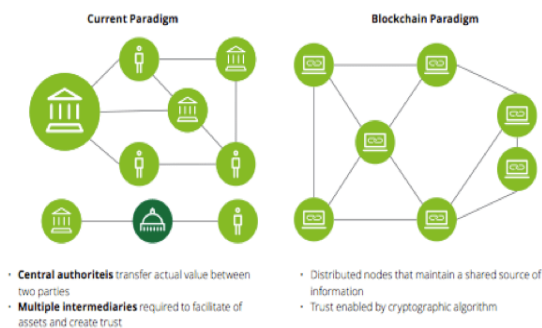 Current Paradigm
Blockchain Paradigm
· Central authoriteis transfer actual value between
two parties
· Multiple intermediaries required to facilitate of
assets and create trust
· Distributed nodes that maintain a shared source of
information
· Trust enabled by cryptographic algorithm